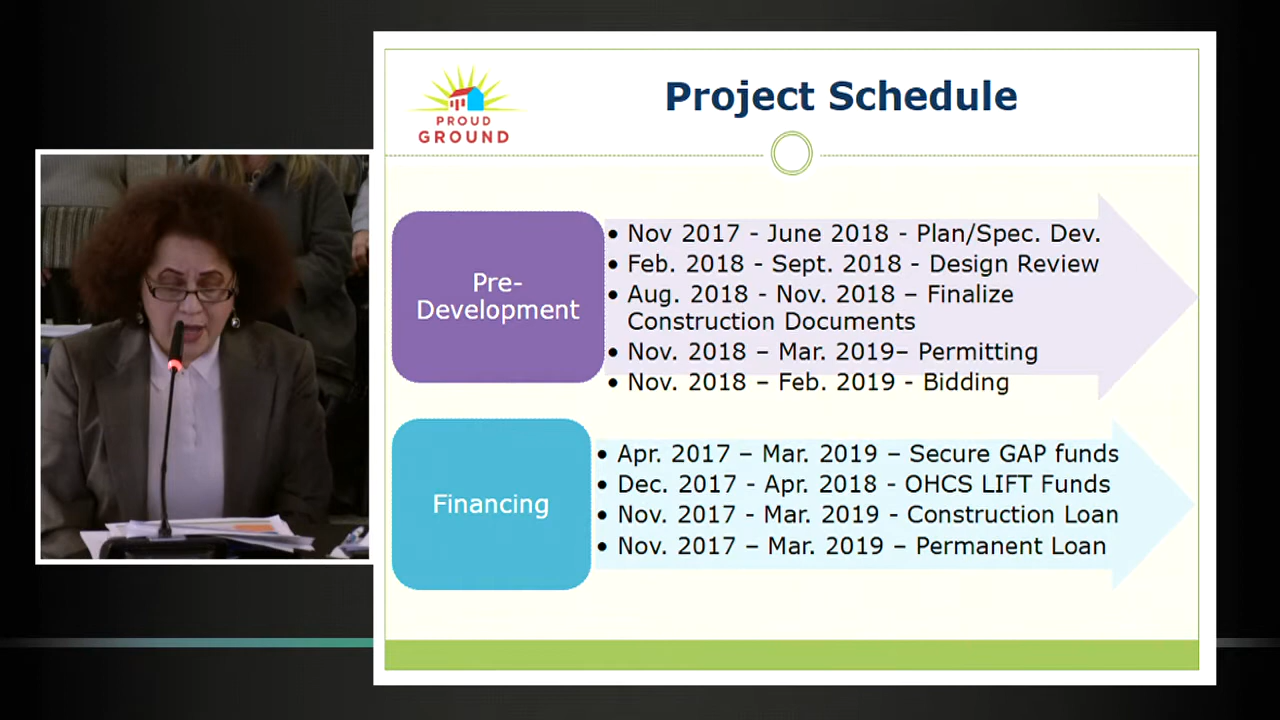 PROUD
GROUND
Project Schedule
Pre-
Development
• Nov 2017 - June 2018 - Plan/Spec. Dev.
• Feb. 2018 - Sept. 2018 - Design Review
• Aug. 2018 - Nov. 2018 – Finalize
Construction Documents
• Nov. 2018 – Mar. 2019– Permitting
• Nov. 2018 – Feb. 2019 - Bidding
Financing
• Apr. 2017 – Mar. 2019 – Secure GAP funds
• Dec. 2017 - Apr. 2018 - OHCS LIFT Funds
• Nov. 2017 - Mar. 2019 - Construction Loan
• Nov. 2017 – Mar. 2019 – Permanent Loan